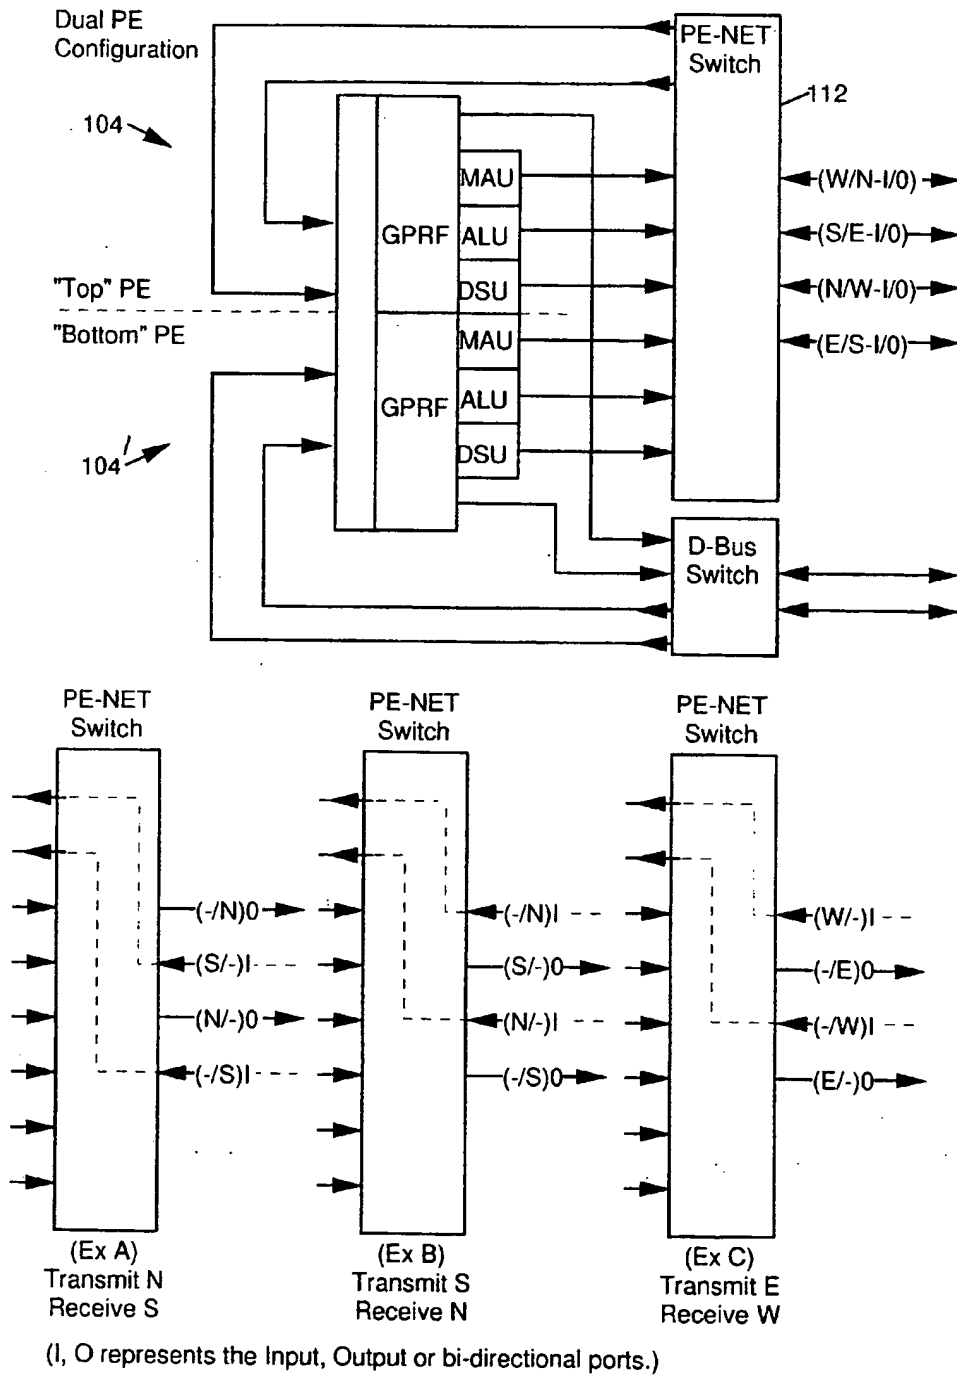 Dual PE
Configuration
PE-NET
Switch
112
104
MAU
(W/N-I/0)
GPRF
ALU
(S/E-I/0)
"Top" PE
DSU
(N/W-I/0)
"Bottom" PE
MAU
(E/S-I/0)
GPRF
ALU
104'
DSU
D-Bus
Switch
PE-NET
Switch
PE-NET
Switch
PE-NET
Switch
(-/N)0
(S/-)I
(N/-)0
(-/S)I
(-/N)I
(S/-)0
(N/-)I
(-/S)0
(W/-)I
(-/E)0
(-/W)I
(E/-)0
(Ex A)
Transmit N
Receive S
(Ex B)
Transmit S
Receive N
(Ex C)
Transmit E
Receive W
(I, O represents the Input, Output or bi-directional ports.)